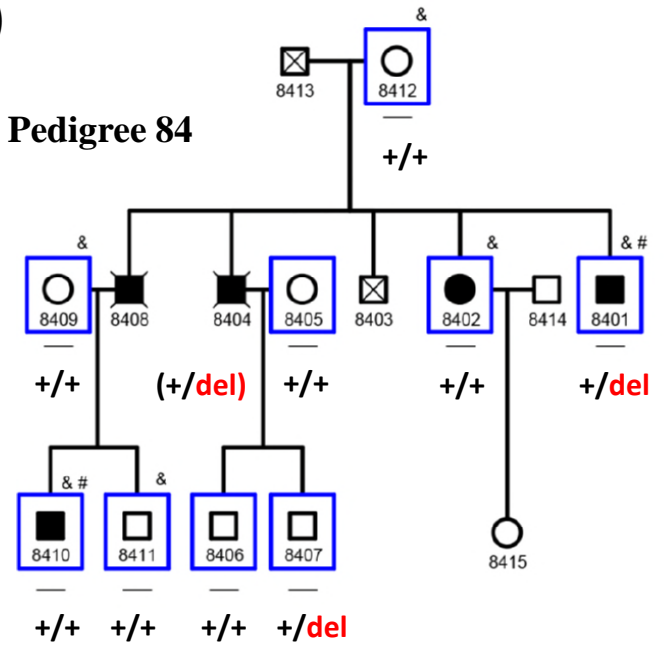 )
&
8413 8412
Pedigree 84
+/+
& & & #
8409 8408 8404 8405 8403 8402 8414 8401
+/+ (+/del) +/+ +/+ +/del
& # &
8410 8411 8406 8407 8415
+/+ +/+ +/+ +/del